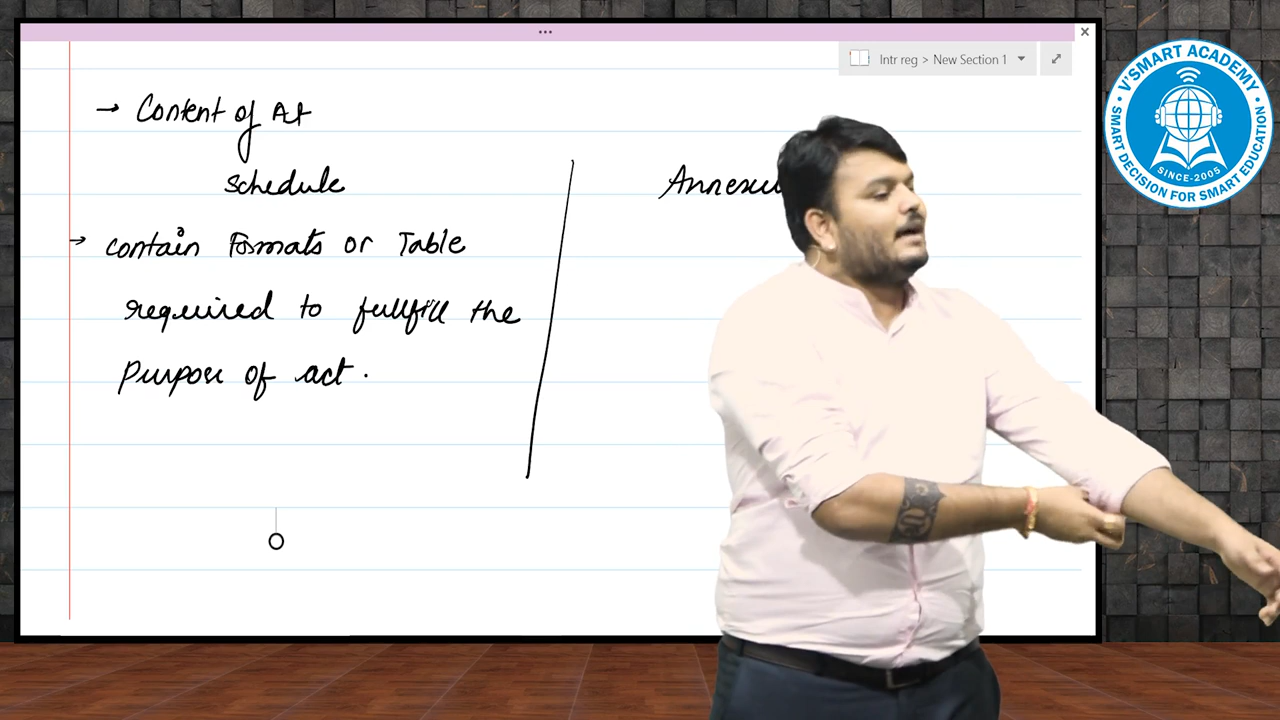 ...
Intr reg > New Section 1
→ Content of Act
Schedule
→ contain Formats or Table
required to fullfill the
Purpose of act.
V'SMART ACADEMY
SINCE-2005
SMART DECISION FOR SMART EDUCATION